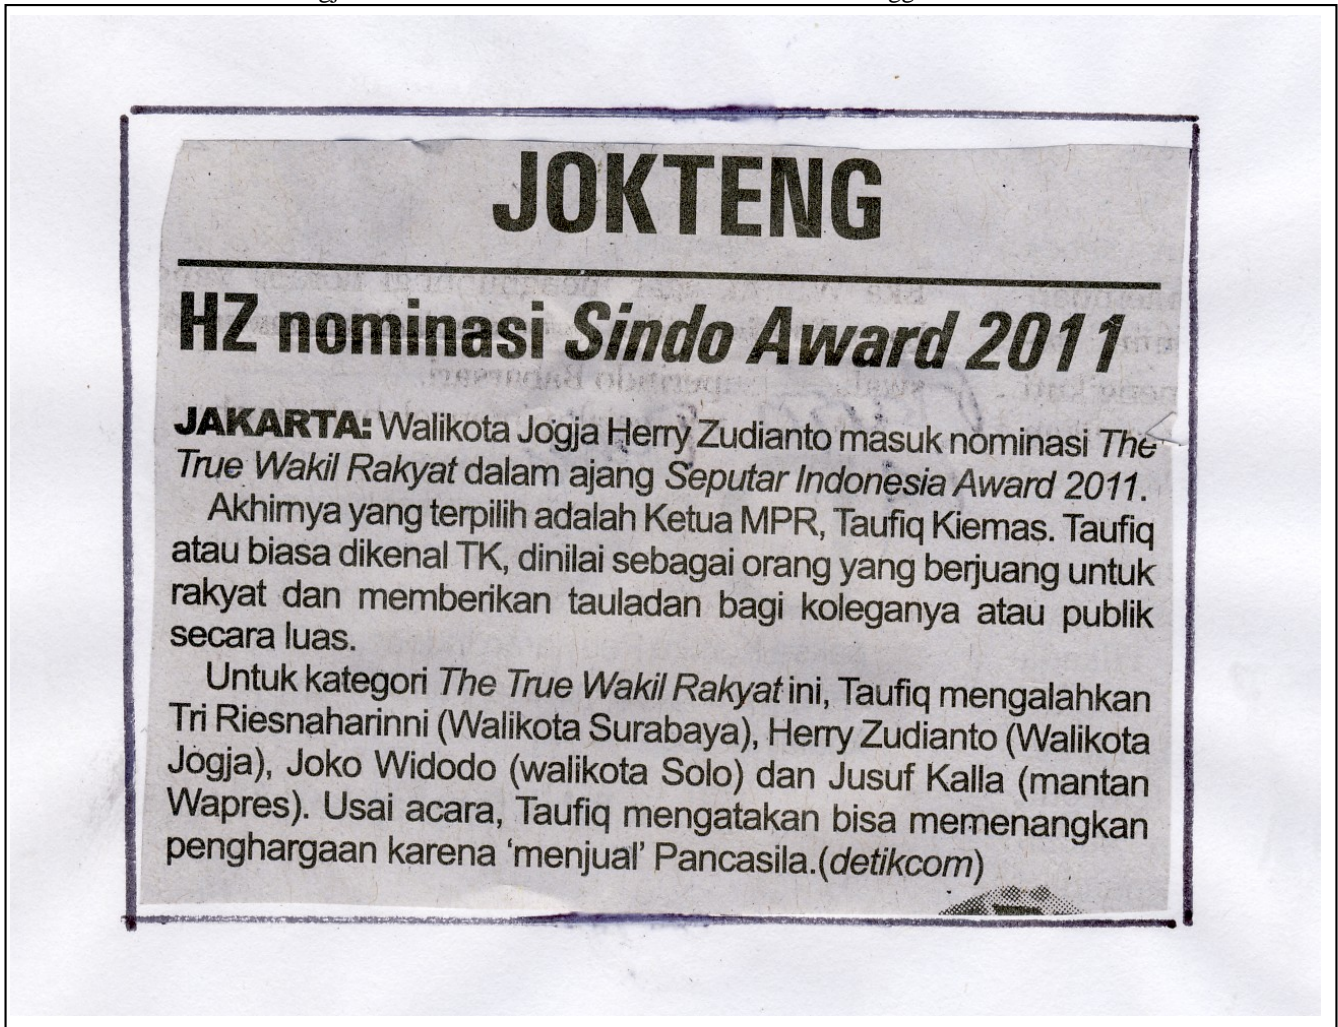 JOKTENG
HZ nominasi Sindo Award 2011
JAKARTA: Walikota Jogja Herry Zudianto masuk nominasi The
True Wakil Rakyat dalam ajang Seputar Indonesia Award 2011.
Akhirnya yang terpilih adalah Ketua MPR, Taufiq Kiemas. Taufiq
atau biasa dikenal TK, dinilai sebagai orang yang berjuang untuk
rakyat dan memberikan tauladan bagi koleganya atau publik
secara luas.
Untuk kategori The True Wakil Rakyat ini, Taufiq mengalahkan
Tri Riesnaharinni (Walikota Surabaya), Herry Zudianto (Walikota
Jogja), Joko Widodo (walikota Solo) dan Jusuf Kalla (mantan
Wapres). Usai acara, Taufiq mengatakan bisa memenangkan
penghargaan karena ‘menjual’ Pancasila.(detikcom)